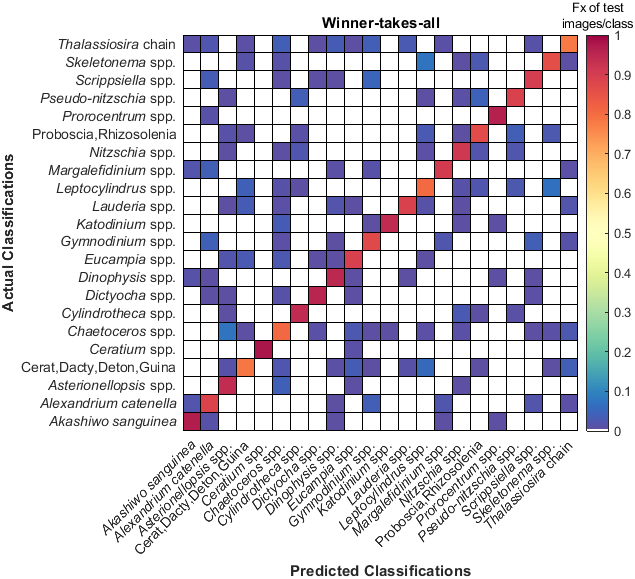 Winner-takes-all
Fx of test
images/class
Thalassiosira chain
Skeletonema spp.
Scrippsiella spp.
Pseudo-nitzschia spp.
Prorocentrum spp.
Proboscia,Rhizosolenia
Nitzschia spp.
Margalefidinium spp.
Leptocylindrus spp.
Lauderia spp.
Katodinium spp.
Gymnodinium spp.
Eucampia spp.
Dinophysis spp.
Dictyocha spp.
Cylindrotheca spp.
Chaetoceros spp.
Ceratium spp.
Cerat,Dacty,Deton,Guina
Asterionellopsis spp.
Alexandrium catenella
Akashiwo sanguinea
Actual Classifications
1
0.9
0.8
0.7
0.6
0.5
0.4
0.3
0.2
0.1
0
Akashiwo sanguinea
Alexandrium catenella
Asterionellopsis spp.
Cerat,Dacty,Deton,Guina
Ceratium spp.
Chaetoceros spp.
Cylindrotheca spp.
Dictyocha spp.
Dinophysis spp.
Eucampia spp.
Gymnodinium spp.
Katodinium spp.
Lauderia spp.
Leptocylindrus spp.
Margalefidinium spp.
Nitzschia spp.
Proboscia,Rhizosolenia
Prorocentrum spp.
Pseudo-nitzschia spp.
Scrippsiella spp.
Skeletonema spp.
Thalassiosira chain
Predicted Classifications